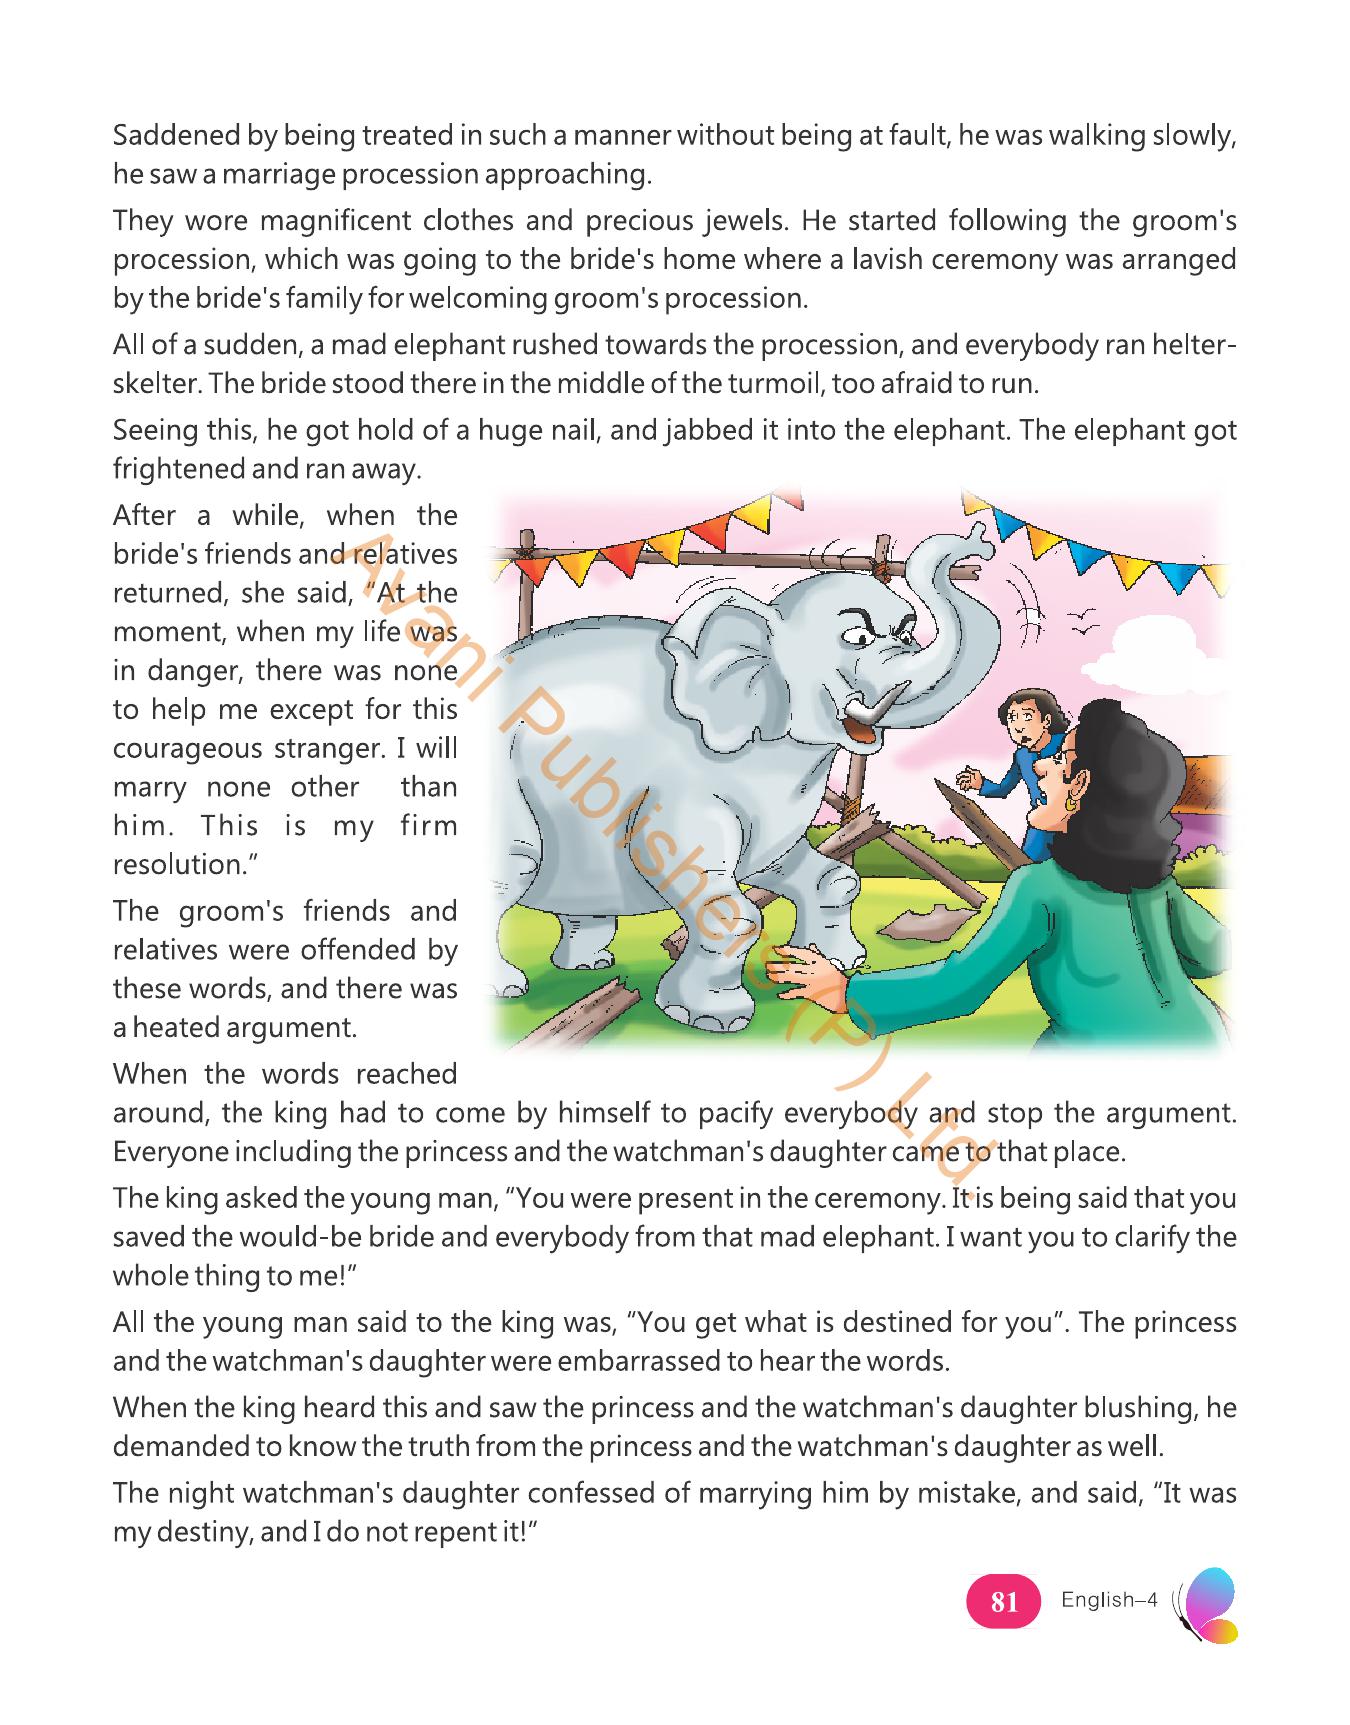 Saddened by being treated in such a manner without being at fault, he was walking slowly,
he saw a marriage procession approaching.
They wore magnificent clothes and precious jewels. He started following the groom's
procession, which was going to the bride's home where a lavish ceremony was arranged
by the bride's family for welcoming groom's procession.
All of a sudden, a mad elephant rushed towards the procession, and everybody ran helter-
skelter. The bride stood there in the middle of the turmoil, too afraid to run.
Seeing this, he got hold of a huge nail, and jabbed it into the elephant. The elephant got
frightened and ran away.
After a while, when the
bride's friends and relatives
returned, she said, “At the
moment, when my life was
in danger, there was none
to help me except for this
courageous stranger. I will
marry none other than
him. This is my firm
resolution.”
The groom's friends and
relatives were offended by
these words, and there was
a heated argument.
When the words reached
around, the king had to come by himself to pacify everybody and stop the argument.
Everyone including the princess and the watchman's daughter came to that place.
The king asked the young man, “You were present in the ceremony. It is being said that you
saved the would-be bride and everybody from that mad elephant. I want you to clarify the
whole thing to me!”
All the young man said to the king was, “You get what is destined for you”. The princess
and the watchman's daughter were embarrassed to hear the words.
When the king heard this and saw the princess and the watchman's daughter blushing, he
demanded to know the truth from the princess and the watchman's daughter as well.
The night watchman's daughter confessed of marrying him by mistake, and said, “It was
my destiny, and I do not repent it!”
81 English–4
Avani Publishers (P) Ltd.